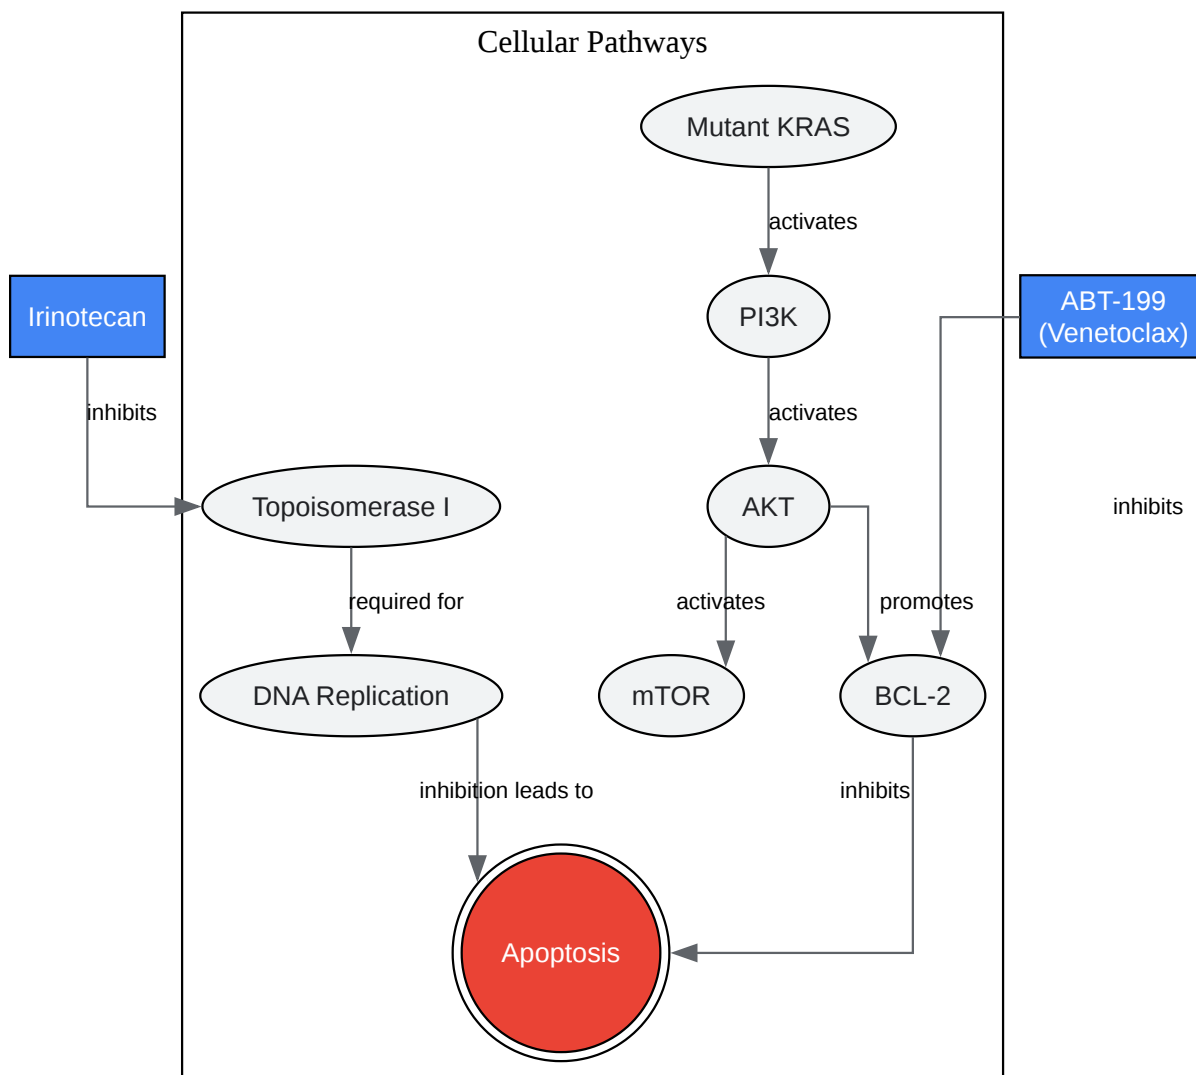 Cellular Pathways
Mutant KRAS
activates
Irinotecan
PI3K
ABT-199
(Venetoclax)
inhibits
activates
Topoisomerase I
AKT
inhibits
required for
activates
promotes
DNA Replication
mTOR
BCL-2
inhibition leads to
inhibits
Apoptosis